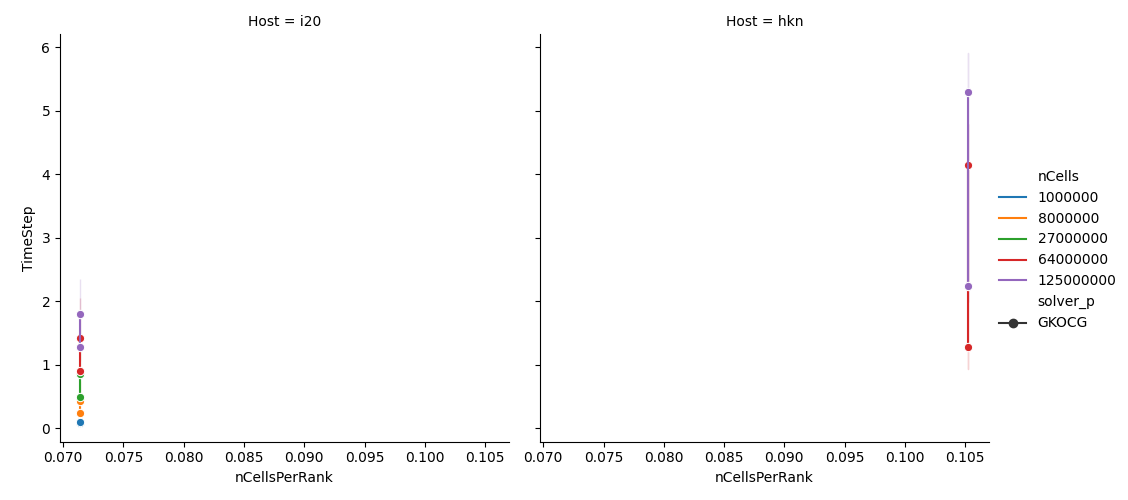 Host = i20
Host = hkn
TimeStep
6
5
4
3
2
1
0
0.070 0.075 0.080 0.085 0.090 0.095 0.100 0.105
nCellsPerRank
0.070 0.075 0.080 0.085 0.090 0.095 0.100 0.105
nCellsPerRank
nCells
1000000
8000000
27000000
64000000
125000000
solver_p
GKOCG